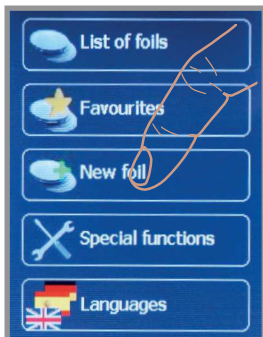 List of foils
Favourites
New foil
Special functions
Languages